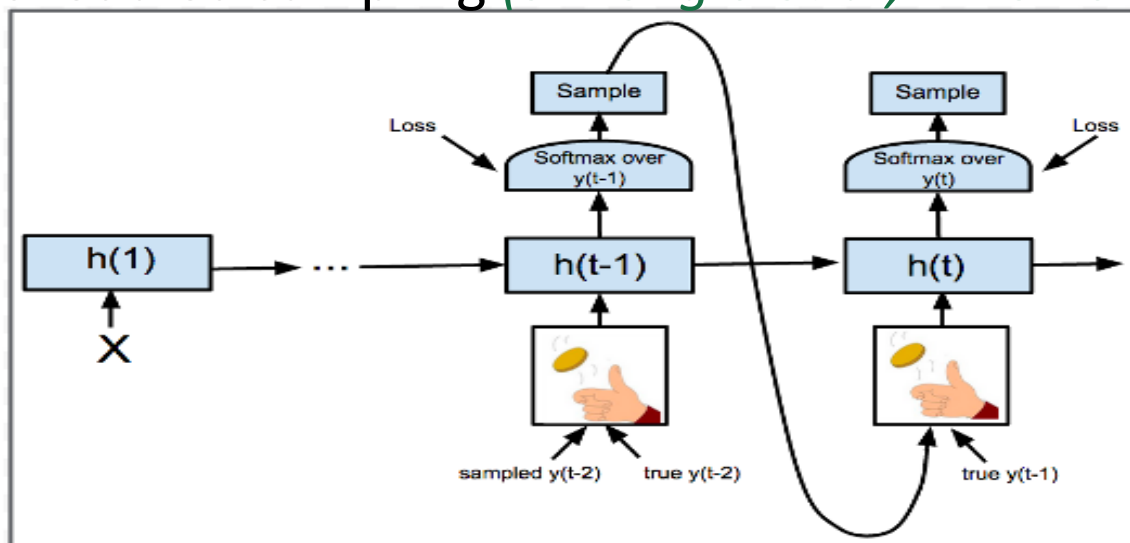 Sample
Sample
Loss
Loss
Softmax over
y(t-1)
Softmax over
y(t)
h(1)
...
h(t-1)
h(t)
X
sampled y(t-2)
true y(t-2)
true y(t-1)